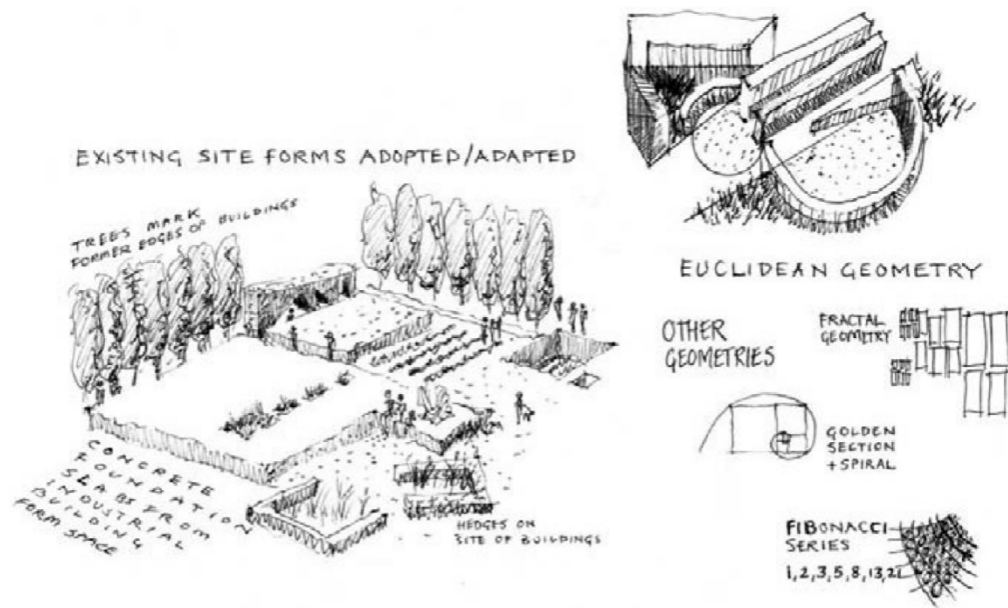 EXISTING SITE FORMS ADOPTED/ADAPTED
TREES MARK
FORMER EDGES OF BUILDINGS
CONCRETE
FOUNDATION
SLABS FROM
INDUSTRIAL
BUILDING
FORM SPACE
HEDGES ON
SITE OF BUILDINGS
EUCLIDEAN GEOMETRY
OTHER
GEOMETRIES
FRACTAL
GEOMETRY
GOLDEN
SECTION
+ SPIRAL
FIBONACCI
SERIES
1,2,3,5,8,13,21